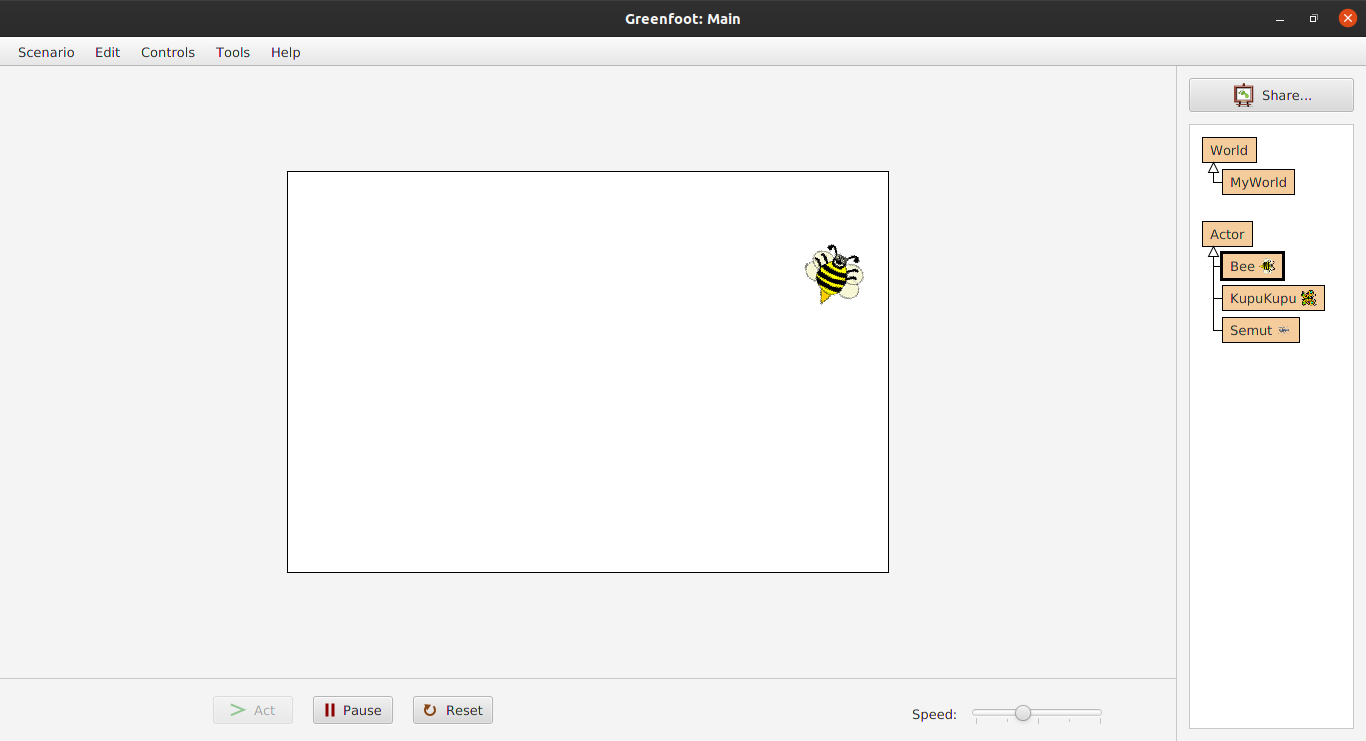 Greenfoot: Main
Scenario Edit Controls Tools Help
Share...
World
MyWorld
Actor
Bee
KupuKupu
Semut
Act Pause Reset Speed: